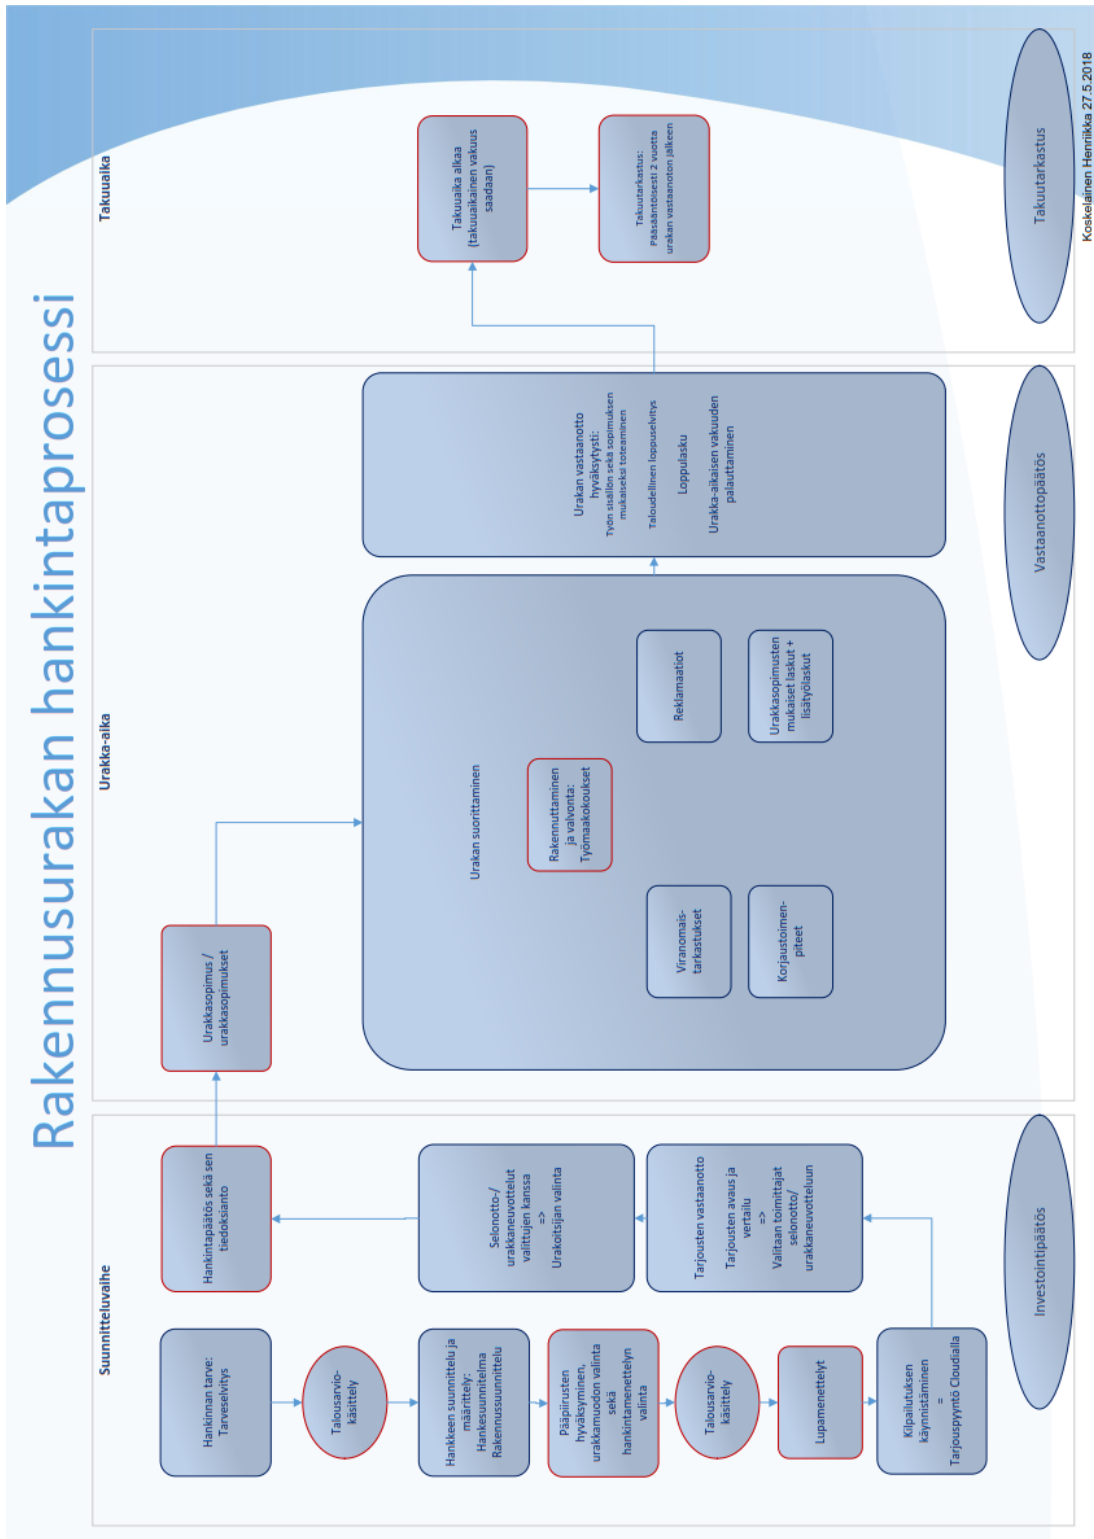 Rakennusurakan hankintaprosessi
Suunnitteluvaihe
Hankinnan tarve:
Tarveselvitys
Talousarvio-
käsittely
Hankkeen suunnittelu ja
määrittely:
Hankesuunnitelma
Rakennussuunnittelu
Pääpiirusten
hyväksyminen,
urakkamuodon valinta
sekä
hankintamenettelyn
valinta
Talousarvio-
käsittely
Lupamenettelyt
Kilpailutuksen
käynnistäminen
=
Tarjouspyyntö Cloudialla
Tarjousten vastaanotto
Tarjousten avaus ja
vertailu
=>
Valitaan toimittajat
selonotto/
urakkaneuvotteluun
Selonotto-/
urakkaneuvottelut
valittujen kanssa
=>
Urakoitsijan valinta
Hankintapäätös sekä sen
tiedoksianto
Investointipäätös
Urakka-aika
Urakkasopimus /
urakkasopimukset
Urakan suorittaminen
Rakennuttaminen
ja valvonta:
Työmaakokoukset
Viranomais-
tarkastukset
Korjaustoimen-
piteet
Reklamaatiot
Urakkasopimusten
mukaiset laskut +
lisätyölaskut
Urakan vastaanotto
hyväksytysti:
Työn sisällön sekä sopimuksen
mukaiseksi toteaminen
Taloudellinen loppuselvitys
Loppulasku
Urakka-aikaisen vakuuden
palauttaminen
Vastaanottopäätös
Takuuaika
Takuuaika alkaa
(takuuaikainen vakuus
saadaan)
Takuutarkastus:
Pääsääntöisesti 2 vuotta
urakan vastaanoton jälkeen
Takuutarkastus
Koskelainen Henriikka 27.5.2018